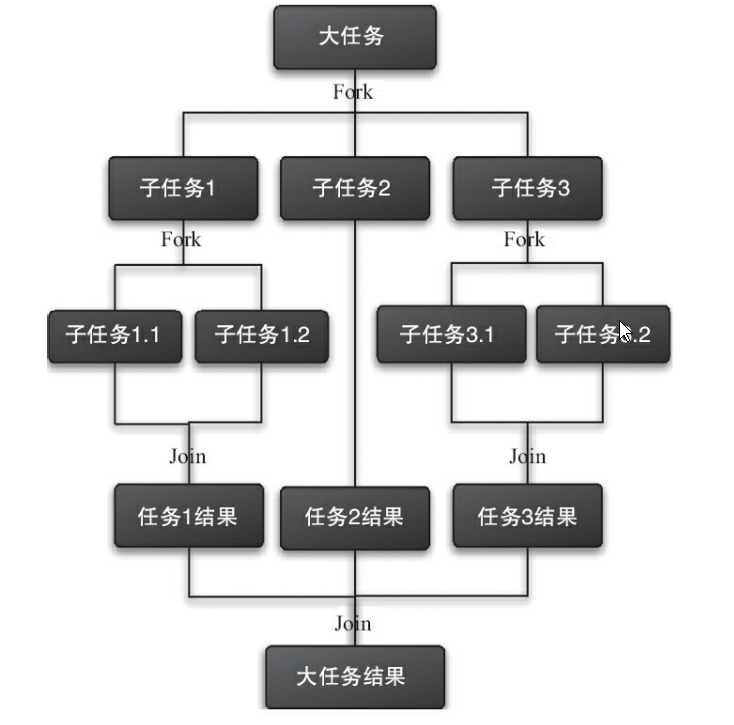 大任务
Fork
子任务1
子任务2
子任务3
Fork
Fork
子任务1.1
子任务1.2
子任务3.1
子任务 .2
Join
Join
任务1结果
任务2结果
任务3结果
Join
大任务结果